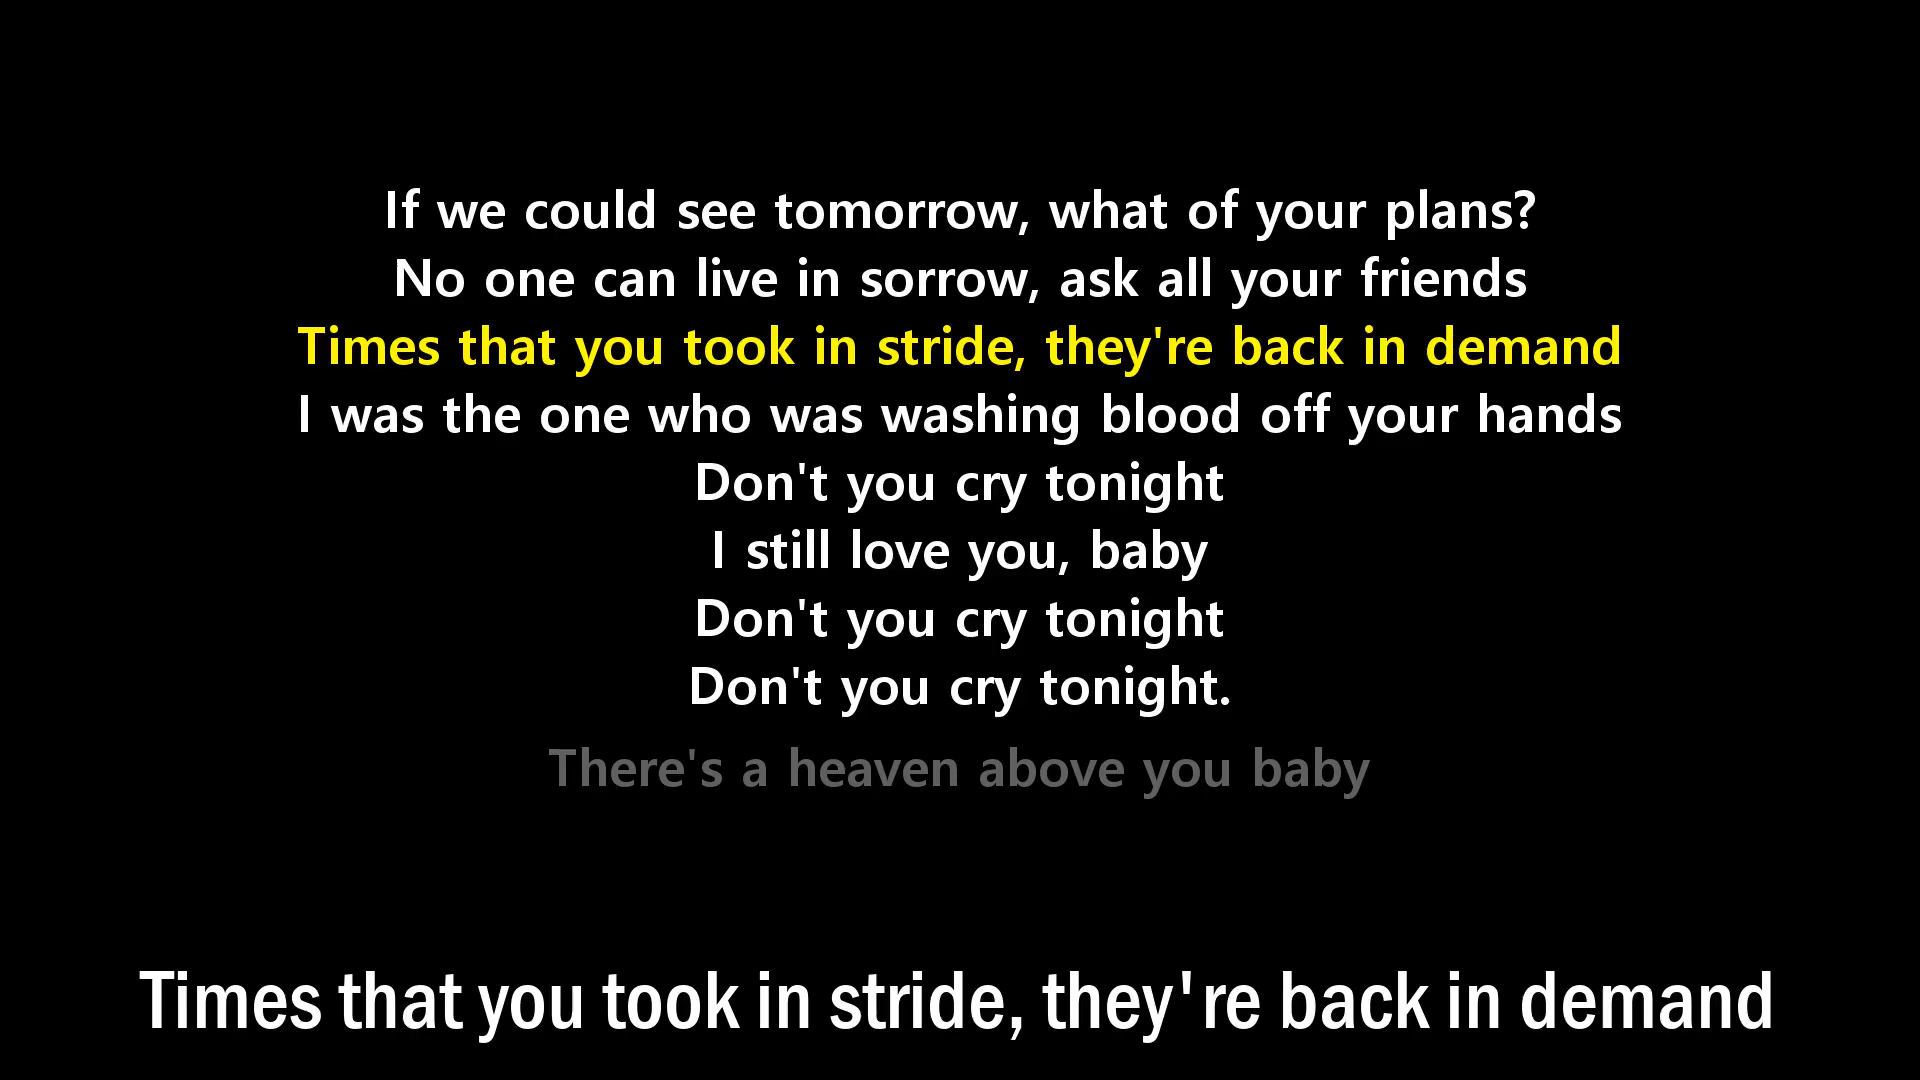 If we could see tomorrow, what of your plans?
No one can live in sorrow, ask all your friends
Times that you took in stride, they're back in demand
I was the one who was washing blood off your hands
Don't you cry tonight
I still love you, baby
Don't you cry tonight
Don't you cry tonight.
There's a heaven above you baby
Times that you took in stride, they're back in demand